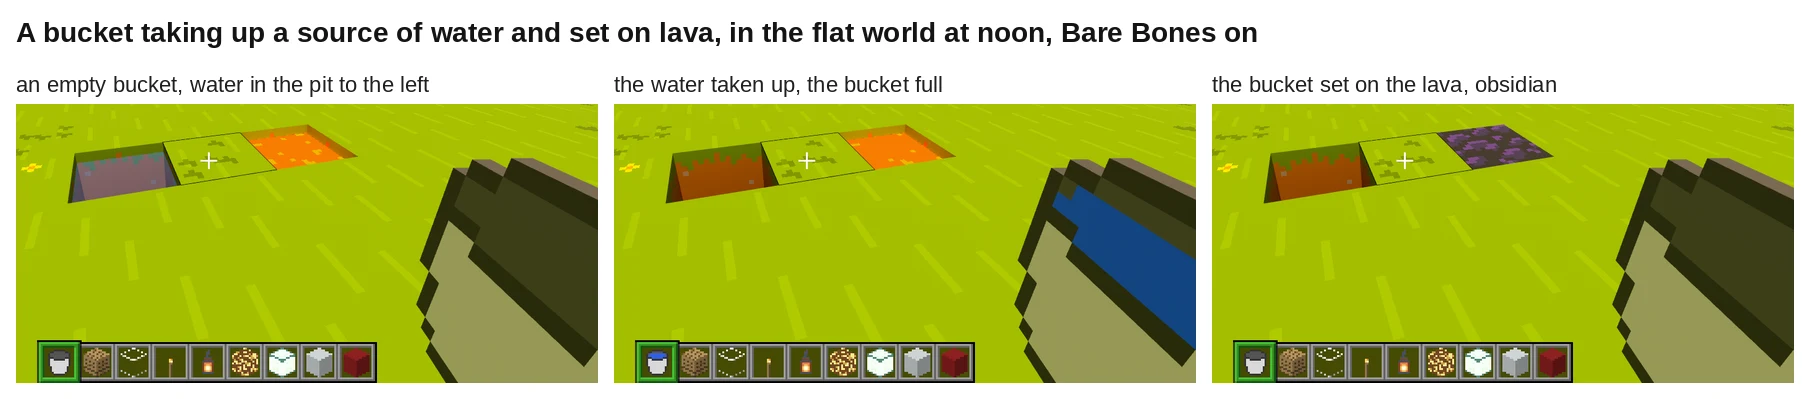 A bucket taking up a source of water and set on lava, in the flat world at noon, Bare Bones on
an empty bucket, water in the pit to the left
the water taken up, the bucket full
the bucket set on the lava, obsidian